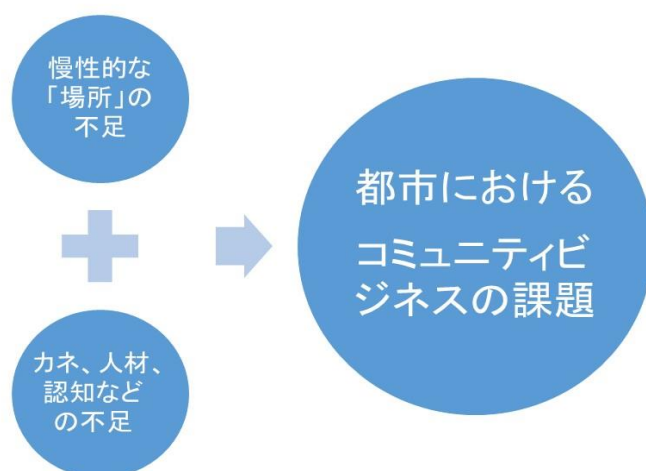 慢性的な
「場所」の
不足
カネ、人材、
認知など
の不足
都市における
コミュニティビ
ジネスの課題